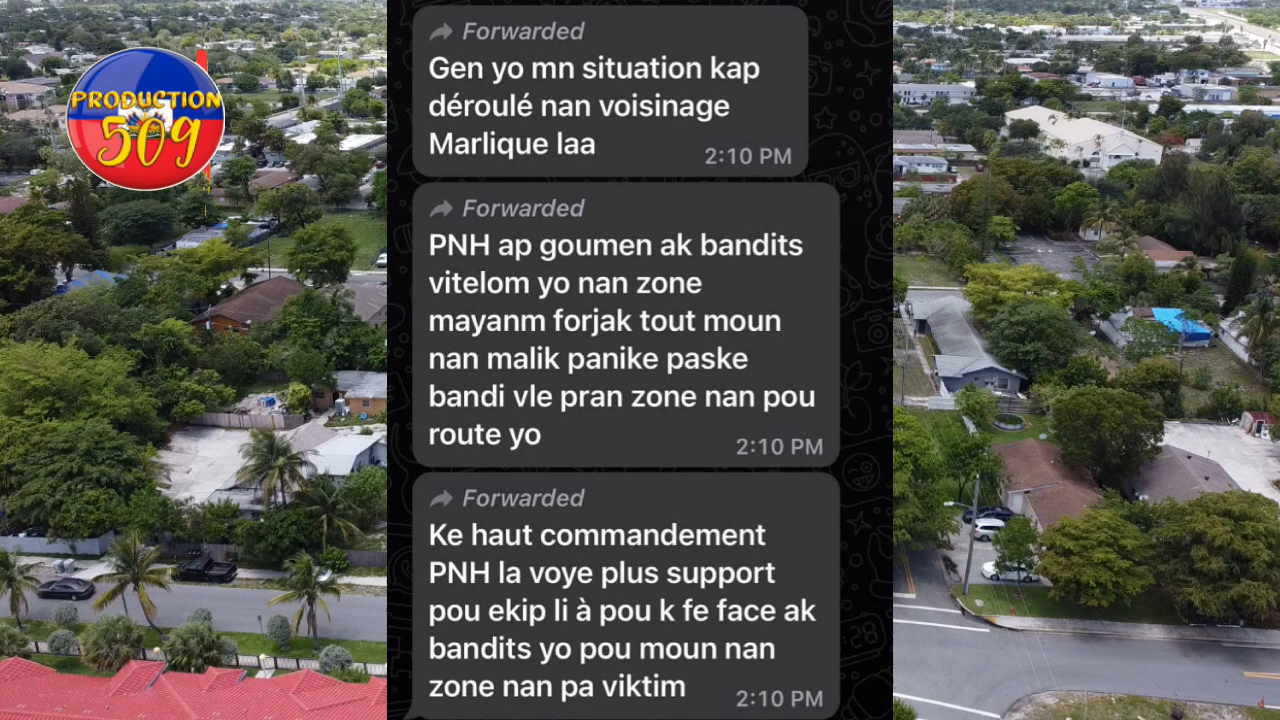 PRODUCTION
509
Forwarded
Gen yo mn situation kap
déroulé nan voisinage
Marlique laa
2:10 PM
Forwarded
PNH ap goumen ak bandits
vitelom yo nan zone
mayanm forjak tout moun
nan malik panike paske
bandi vle pran zone nan pou
route yo
2:10 PM
Forwarded
Ke haut commandement
PNH la voye plus support
pou ekip li à pou k fe face ak
bandits yo pou moun nan
zone nan pa viktim
2:10 PM